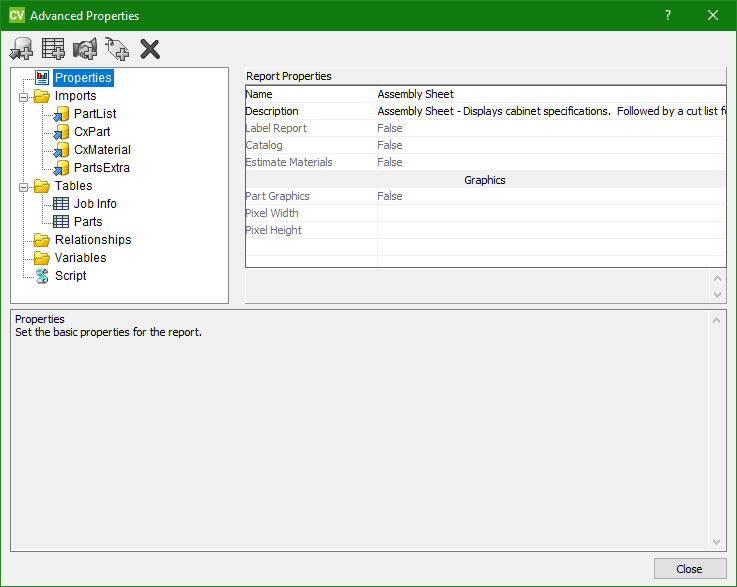 CV Advanced Properties ?
Properties
Imports
PartList
CxPart
CxMaterial
PartsExtra
Tables
Job Info
Parts
Relationships
Variables
Script
Report Properties
Name Assembly Sheet
Description Assembly Sheet - Displays cabinet specifications. Followed by a cut list
Label Report False
Catalog False
Estimate Materials False
Graphics
Part Graphics False
Pixel Width
Pixel Height
Properties
Set the basic properties for the report.
Close